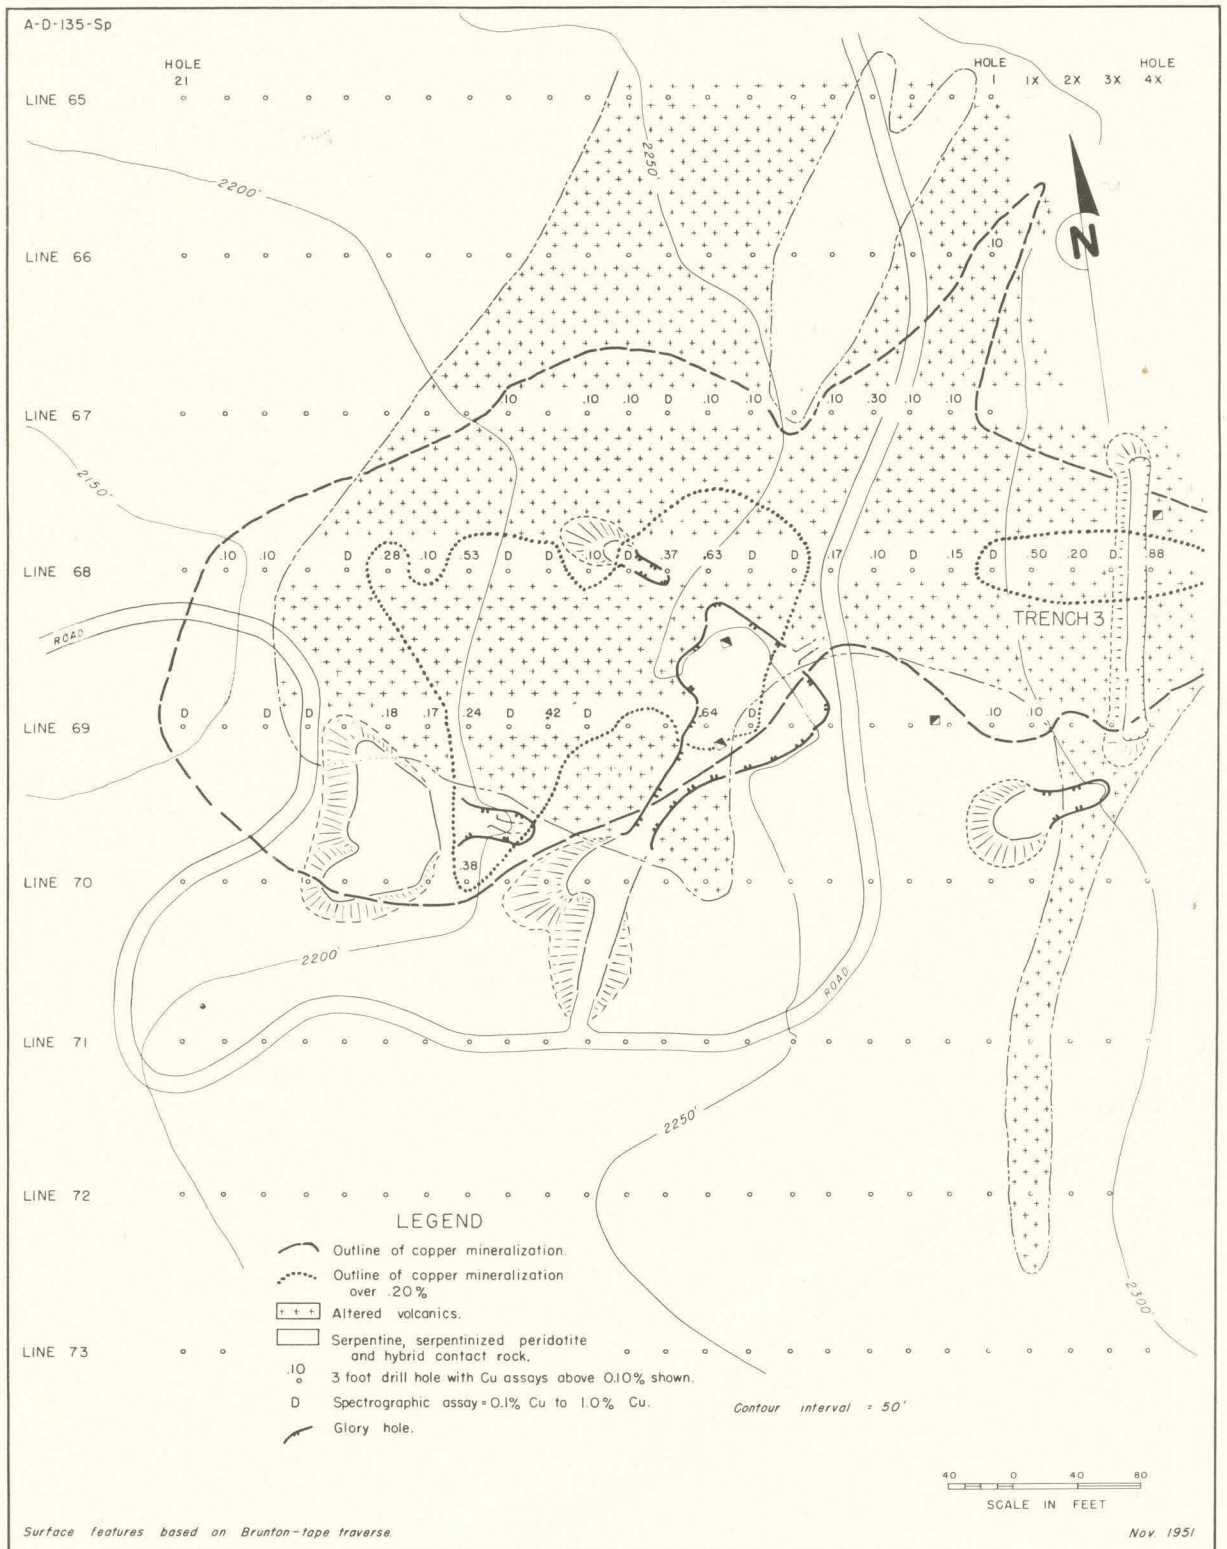 A-D-135-Sp
HOLE
21
HOLE
1 1X 2X 3X
HOLE
4X
LINE 65
2250'
2200'
N
LINE 66
.10
LINE 67
.10 .10 .10 D .10 .10 .10 .30 .10 .10
2150'
LINE 68
.10 .10 D .28 .10 .53 D D .10 D .37 .63 D D .17 .10 D .15 D .50 .20 D .88
TRENCH 3
ROAD
LINE 69
D D D .18 .17 .24 D .42 D .64 D .10 .10
.38
LINE 70
2200'
ROAD
LINE 71
2250'
LINE 72
2300'
LINE 73
LEGEND
Outline of copper mineralization.
Outline of copper mineralization
over .20%
+ + + Altered volcanics.
Serpentine, serpentinized peridotite
and hybrid contact rock.
.10 3 foot drill hole with Cu assays above 0.10% shown.
D Spectrographic assay = 0.1% Cu to 1.0% Cu.
Glory hole.
Contour interval = 50'
40 0 40 80
SCALE IN FEET
Surface features based on Brunton-tape traverse.
Nov. 1951